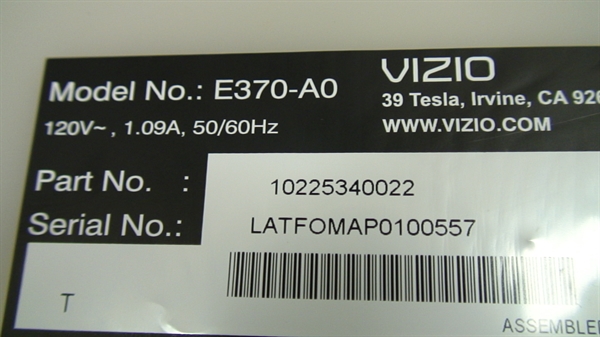 Model No.: E370-A0
VIZIO
39 Tesla, Irvine, CA
120V~, 1.09A, 50/60Hz
WWW.VIZIO.COM
Part No. : 10225340022
Serial No.: LATFOMAP0100557
T
ASSEMBLED